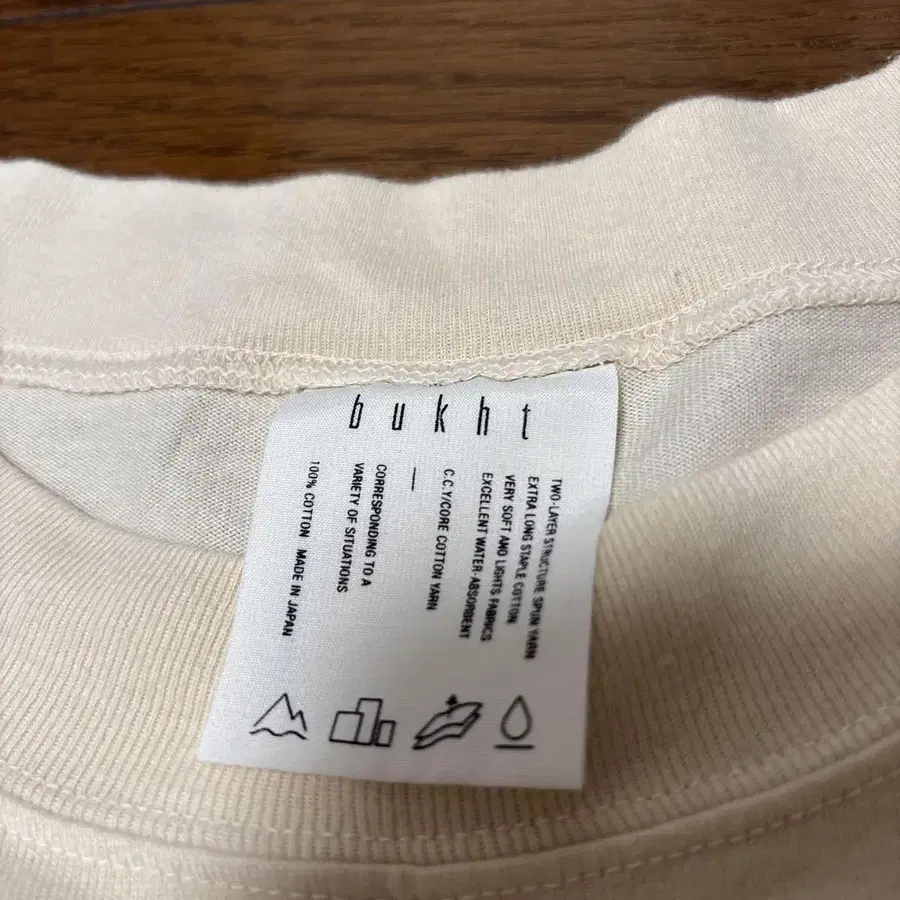 bukht
TWO-LAYER STRUCTURE SPUN YARN
EXTRA LONG STAPLE COTTON
VERY SOFT AND LIGHTS FABRICS
EXCELLENT WATER-ABSORBENT
C.C.Y/CORE COTTON YARN
—
CORRESPONDING TO A
VARIETY OF SITUATIONS
100% COTTON MADE IN JAPAN